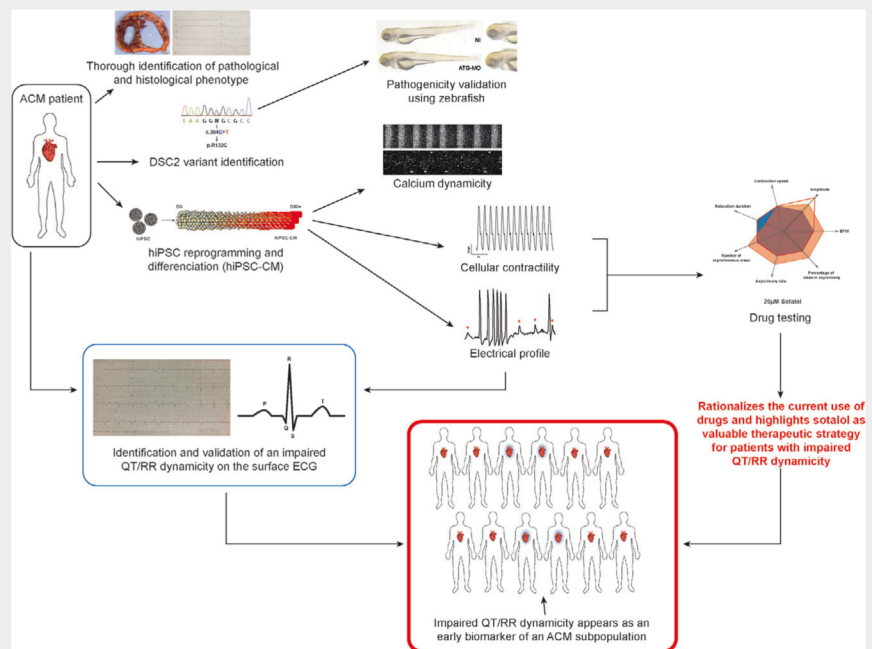 Thorough identification of pathological
and histological phenotype
ACM patient
T A A G G N G C G C C
c.394C>T
p.R132C
DSC2 variant identification
NI
ATG-MO
Pathogenicity validation
using zebrafish
Calcium dynamicity
D0
D30+
hiPSC
hiPSC-CM
hiPSC reprogramming and
differenciation (hiPSC-CM)
Cellular contractility
Electrical profile
Contraction speed
Amplitude
Relaxation duration
BPM
Number of
asynchronous areas
Percentage of
Asynchrony rate
20µM Sotalol
Drug testing
R
P
T
Q
S
Identification and validation of an impaired
QT/RR dynamicity on the surface ECG
Rationalizes the current use of
drugs and highlights sotalol as
valuable therapeutic strategy
for patients with impaired
QT/RR dynamicity
Impaired QT/RR dynamicity appears as an
early biomarker of an ACM subpopulation